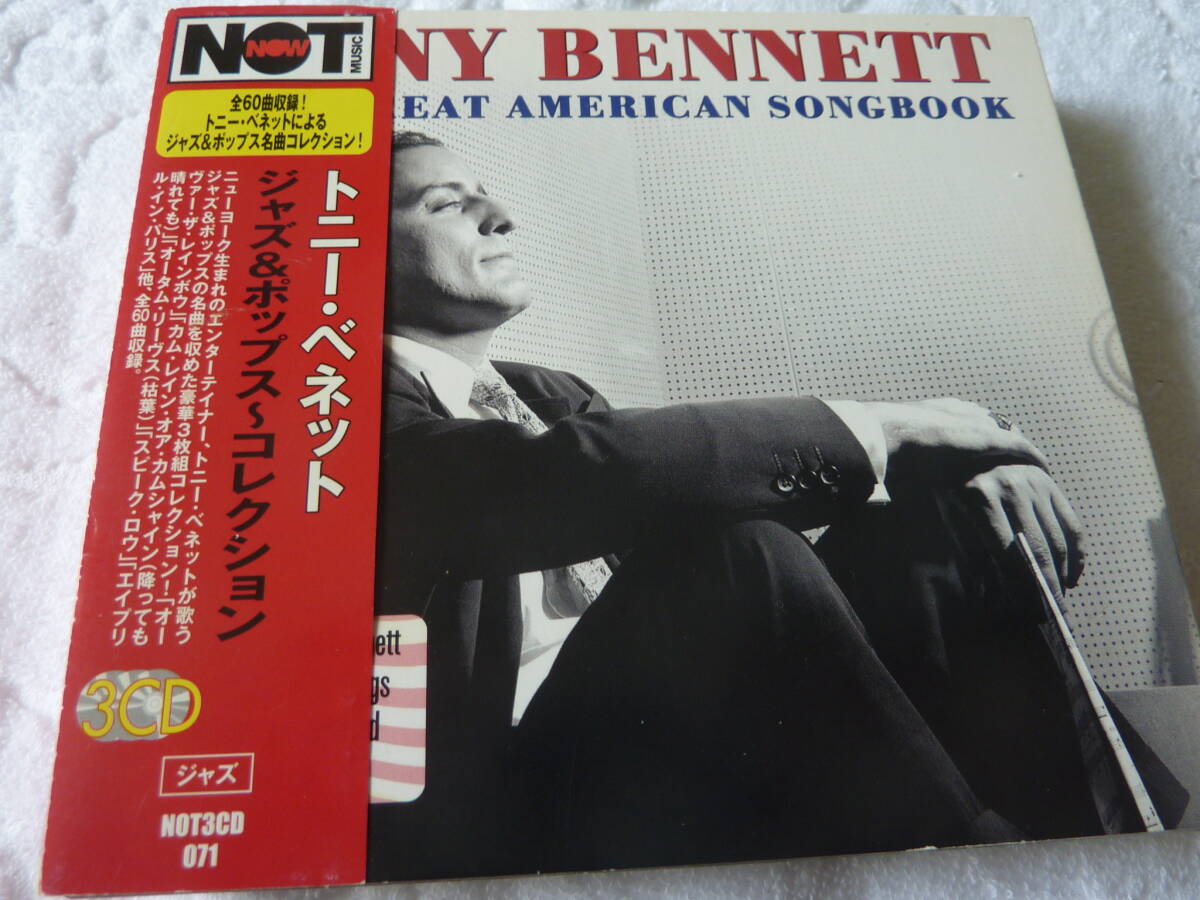 NOT
NOW
MUSIC
全60曲収録!
トニー・ベネットによる
ジャズ&ポップス名曲コレクション!
トニー・ベネット
ジャズ&ポップス〜コレクション
ニューヨーク生まれのエンターテイナー、トニー・ベネットが歌う
ジャズ&ポップスの名曲を収めた豪華3枚組コレクション!「オー
ヴァー・ザ・レインボウ」「カム・レイン・オア・カムシャイン(降っても
晴れても)」「オータム・リーヴス(枯葉)」「スピーク・ロウ」「エイプリ
ル・イン・パリス」他、全60曲収録。
3CD
ジャズ
NOT3CD
071
NY BENNETT
REAT AMERICAN SONGBOOK
ett
gs
d